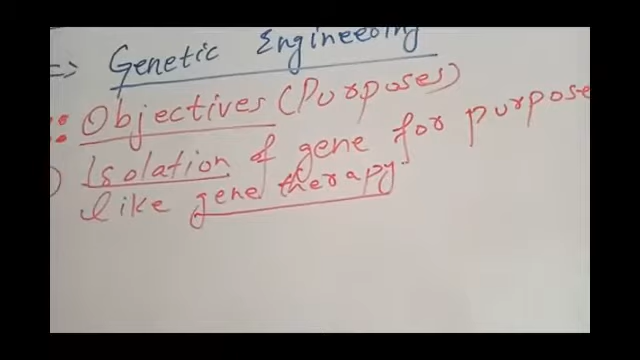 => Genetic Engineering
:: Objectives (Purposes)
) Isolation of gene for purpose
like gene therapy